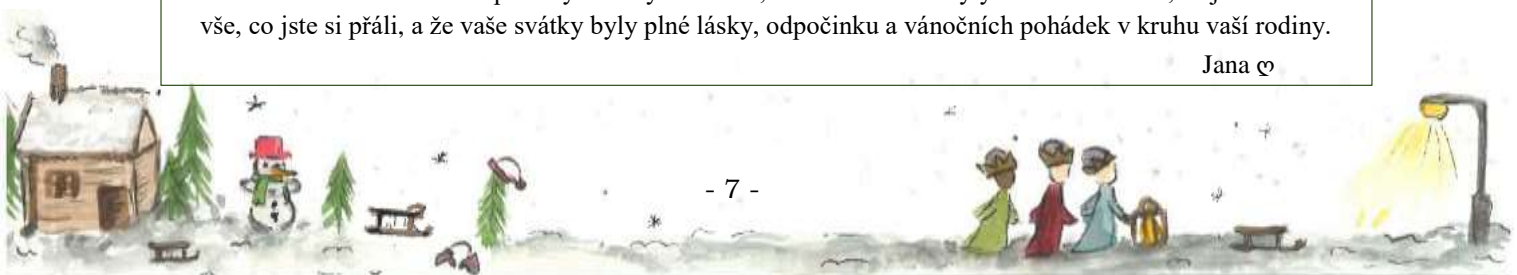 vše, co jste si přáli, a že vaše svátky byly plné lásky, odpočinku a vánočních pohádek v kruhu vaší rodiny.
Jana ღ
- 7 -